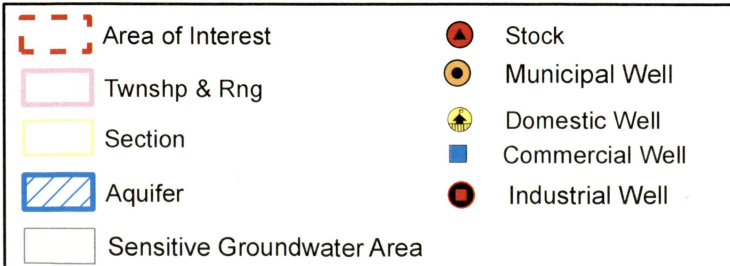 Area of Interest
Twnshp & Rng
Section
Aquifer
Sensitive Groundwater Area
Stock
Municipal Well
Domestic Well
Commercial Well
Industrial Well